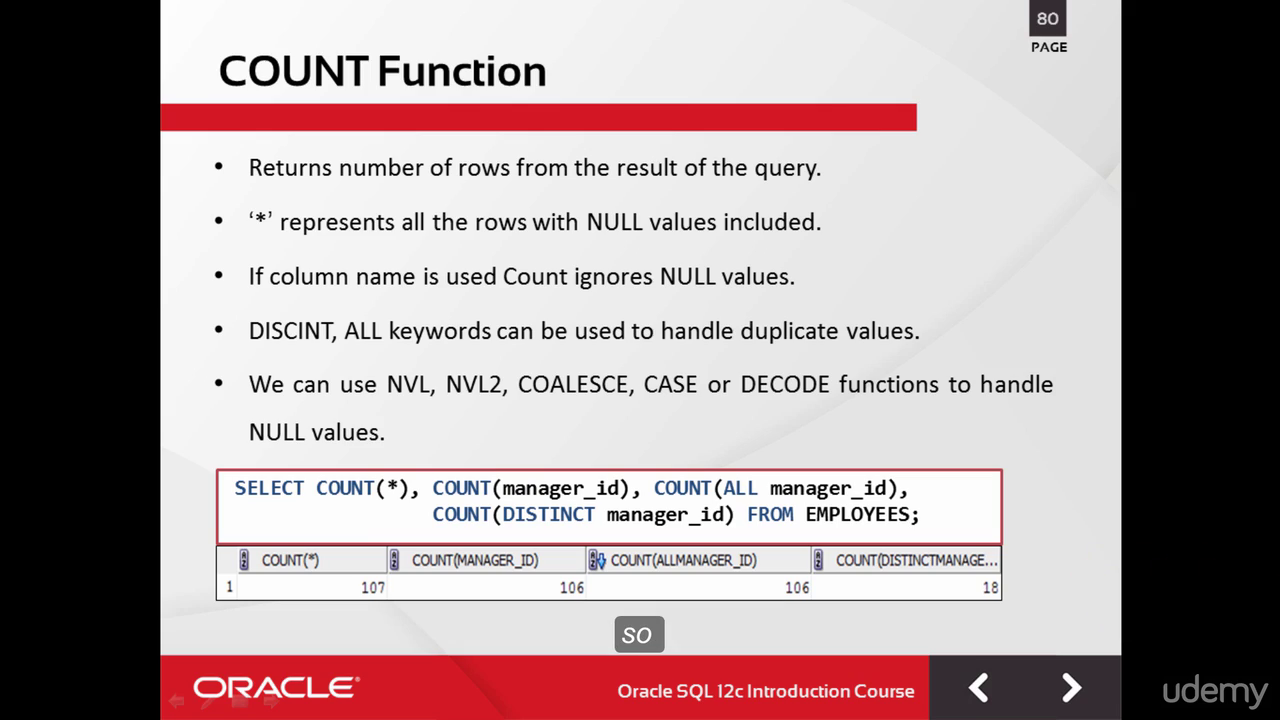 80
PAGE
COUNT Function
• Returns number of rows from the result of the query.
• ‘*’ represents all the rows with NULL values included.
• If column name is used Count ignores NULL values.
• DISCINT, ALL keywords can be used to handle duplicate values.
• We can use NVL, NVL2, COALESCE, CASE or DECODE functions to handle
NULL values.
SELECT COUNT(*), COUNT(manager_id), COUNT(ALL manager_id),
COUNT(DISTINCT manager_id) FROM EMPLOYEES;
COUNT(*) COUNT(MANAGER_ID) COUNT(ALLMANAGER_ID) COUNT(DISTINCTMANAGE...
1 107 106 106 18
so
ORACLE® Oracle SQL 12c Introduction Course
udemy